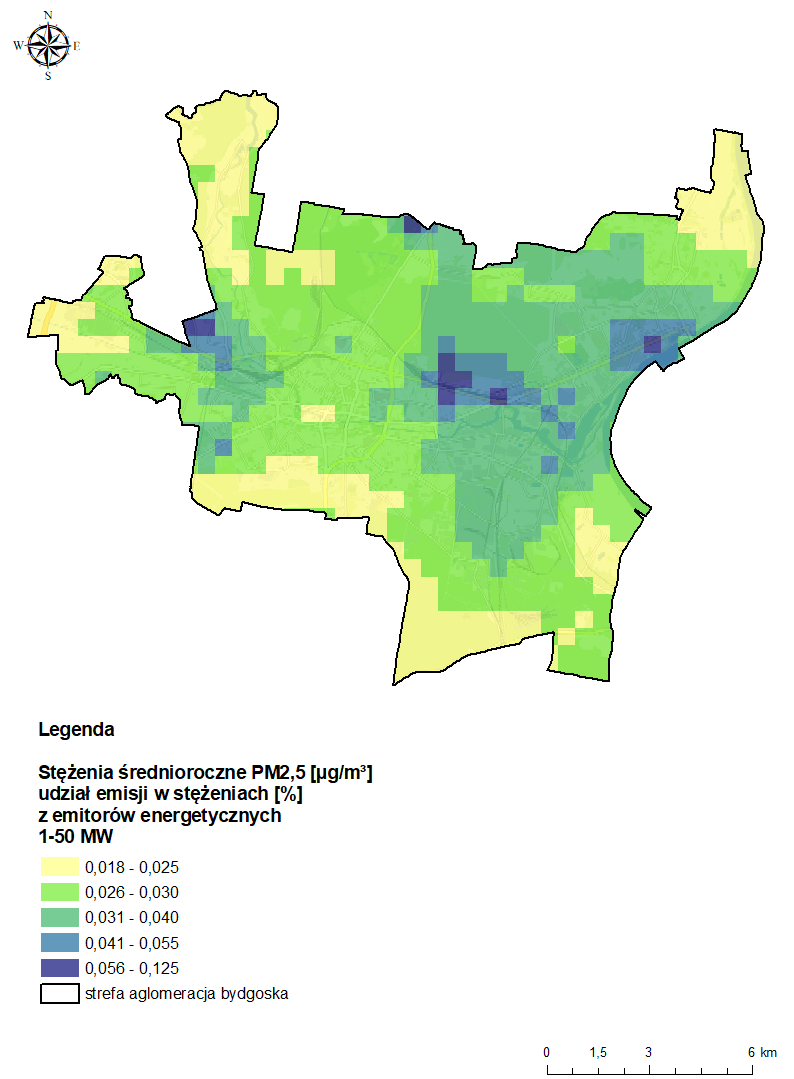 N
W E
S
Legenda
Stężenia średnioroczne PM2,5 [µg/m³]
udział emisji w stężeniach [%]
z emitorów energetycznych
1-50 MW
0,018 - 0,025
0,026 - 0,030
0,031 - 0,040
0,041 - 0,055
0,056 - 0,125
strefa aglomeracja bydgoska
0 1,5 3 6 km